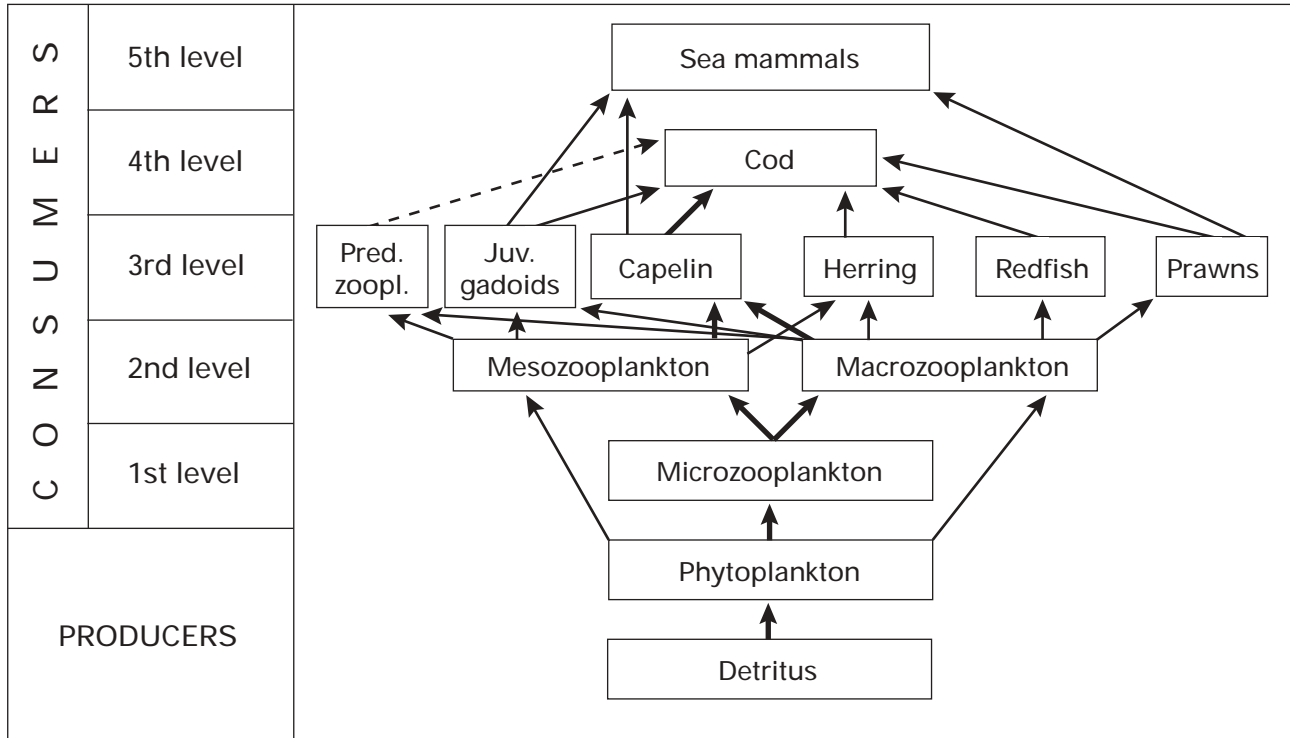 CONSUMERS
5th level
4th level
3rd level
2nd level
1st level
PRODUCERS
Sea mammals
Cod
Pred.
zoopl.
Juv.
gadoids
Capelin
Herring
Redfish
Prawns
Mesozooplankton
Macrozooplankton
Microzooplankton
Phytoplankton
Detritus